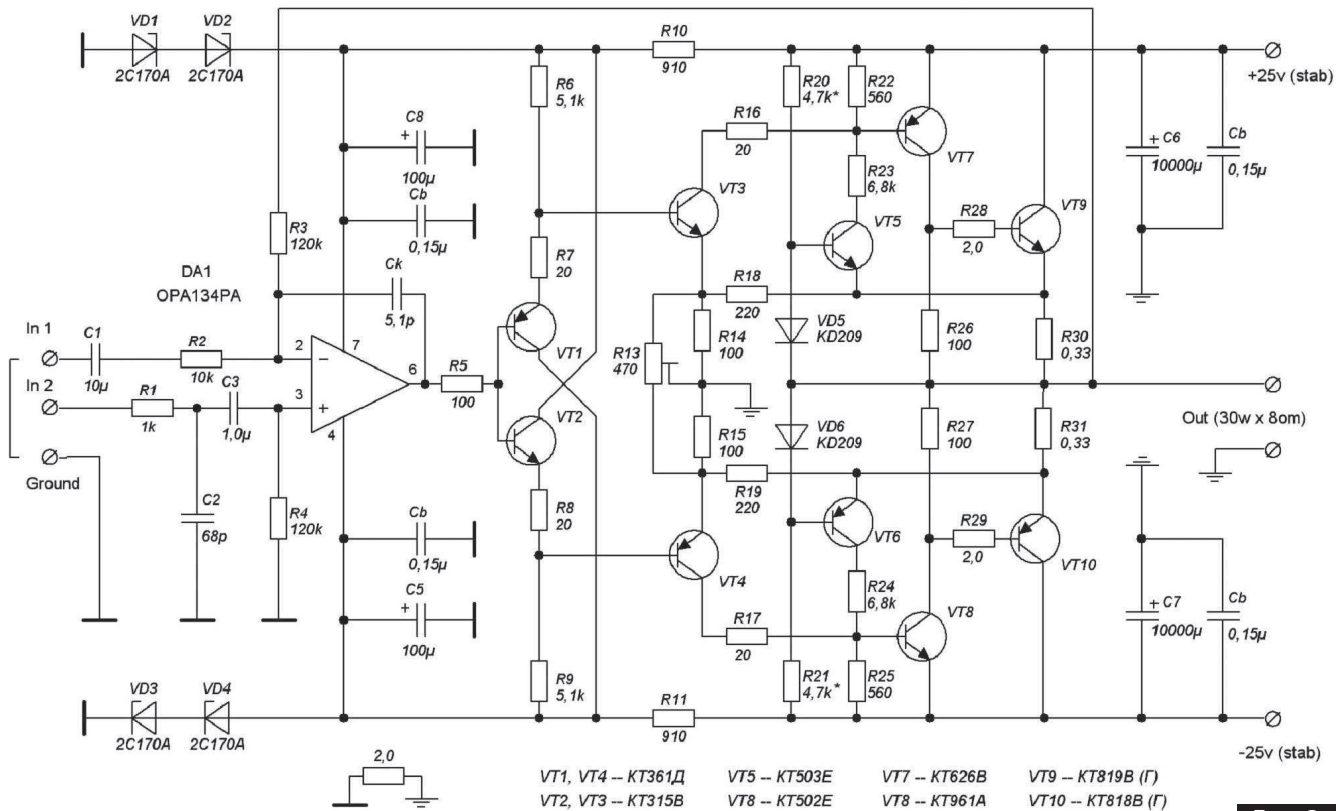 VD1
VD2
2C170A
2C170A
R10
910
+25v (stab)
R6
5,1k
R20
4,7k*
R22
560
C8
+
100µ
R16
20
VT7
+
C6
10000µ
Cb
0,15µ
R23
6,8k
VT3
Cb
0,15µ
VT5
R28
2,0
VT9
R3
120k
R7
20
DA1
OPA134PA
Ck
5,1p
R18
220
In 1
C1
10µ
R2
10k
2
−
7
6
R5
100
VT1
R13
470
R14
100
VD5
KD209
R26
100
R30
0,33
In 2
R1
1k
C3
1,0µ
3
+
4
VT2
R15
100
VD6
KD209
R27
100
R31
0,33
Out (30w x 8om)
Ground
C2
68p
R4
120k
R8
20
R19
220
VT6
R29
2,0
VT10
Cb
0,15µ
VT4
R24
6,8k
+
C5
100µ
R17
20
VT8
+
C7
10000µ
Cb
0,15µ
R9
5,1k
R21
4,7k*
R25
560
VD3
VD4
2C170A
2C170A
R11
910
-25v (stab)
2,0
VT1, VT4 -- КТ361Д VT5 -- КТ503Е VT7 -- КТ626В VT9 -- КТ819В (Г)
VT2, VT3 -- КТ315В VT8 -- КТ502Е VT8 -- КТ961А VT10 -- КТ818В (Г)